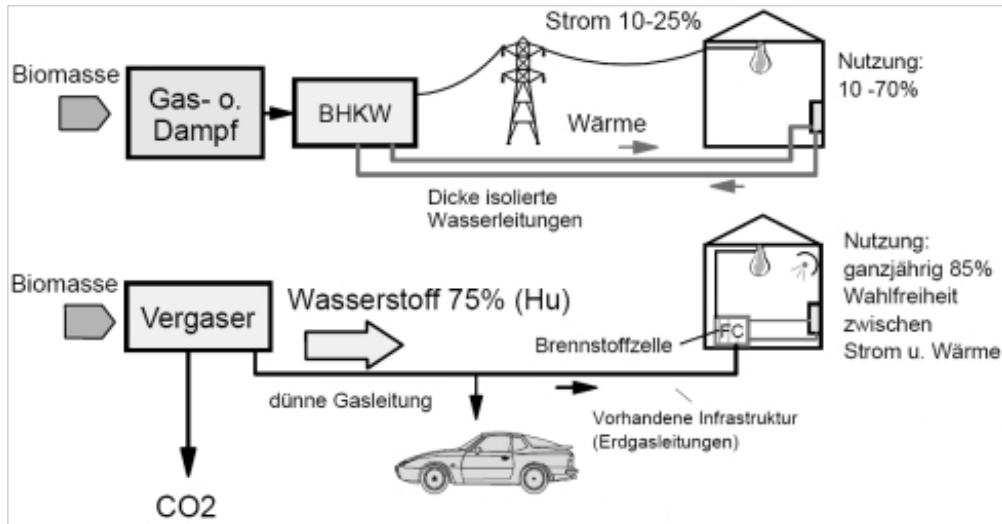 Strom 10-25%
Biomasse
Gas- o.
Dampf
BHKW
Wärme
Nutzung:
10 -70%
Dicke isolierte
Wasserleitungen
Biomasse
Vergaser
Wasserstoff 75% (Hu)
Brennstoffzelle
FC
Nutzung:
ganzjährig 85%
Wahlfreiheit
zwischen
Strom u. Wärme
dünne Gasleitung
Vorhandene Infrastruktur
(Erdgasleitungen)
CO2